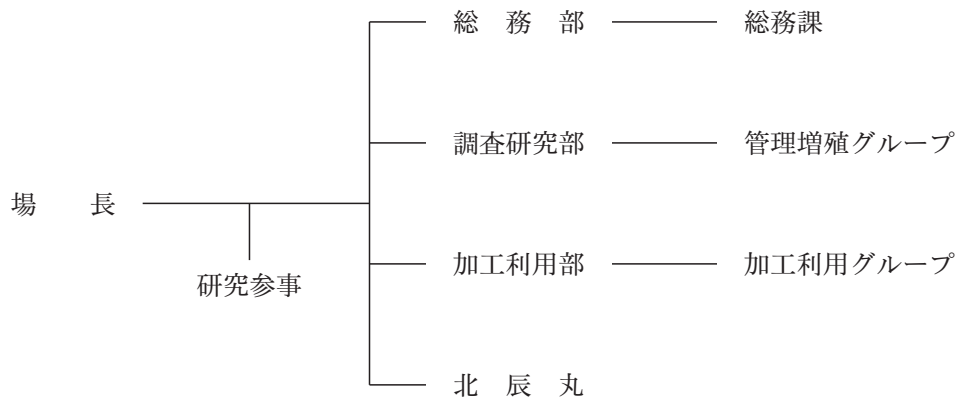 総務部 総務課
調査研究部 管理増殖グループ
場長
加工利用部 加工利用グループ
研究参事
北辰丸